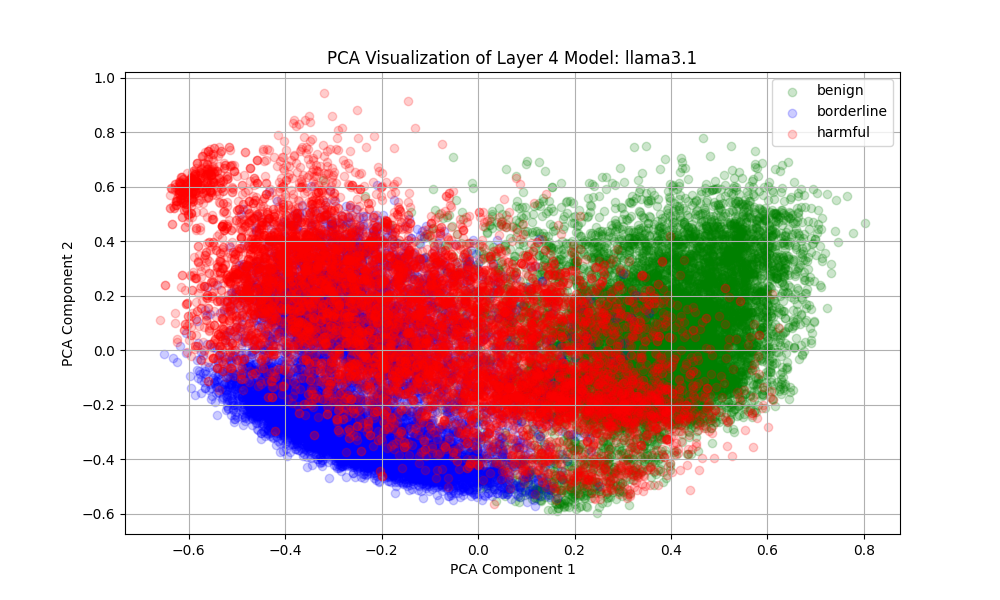 PCA Visualization of Layer 4 Model: llama3.1
benign
borderline
harmful
PCA Component 2
1.0
0.8
0.6
0.4
0.2
0.0
−0.2
−0.4
−0.6
−0.6
−0.4
−0.2
0.0
0.2
0.4
0.6
0.8
PCA Component 1